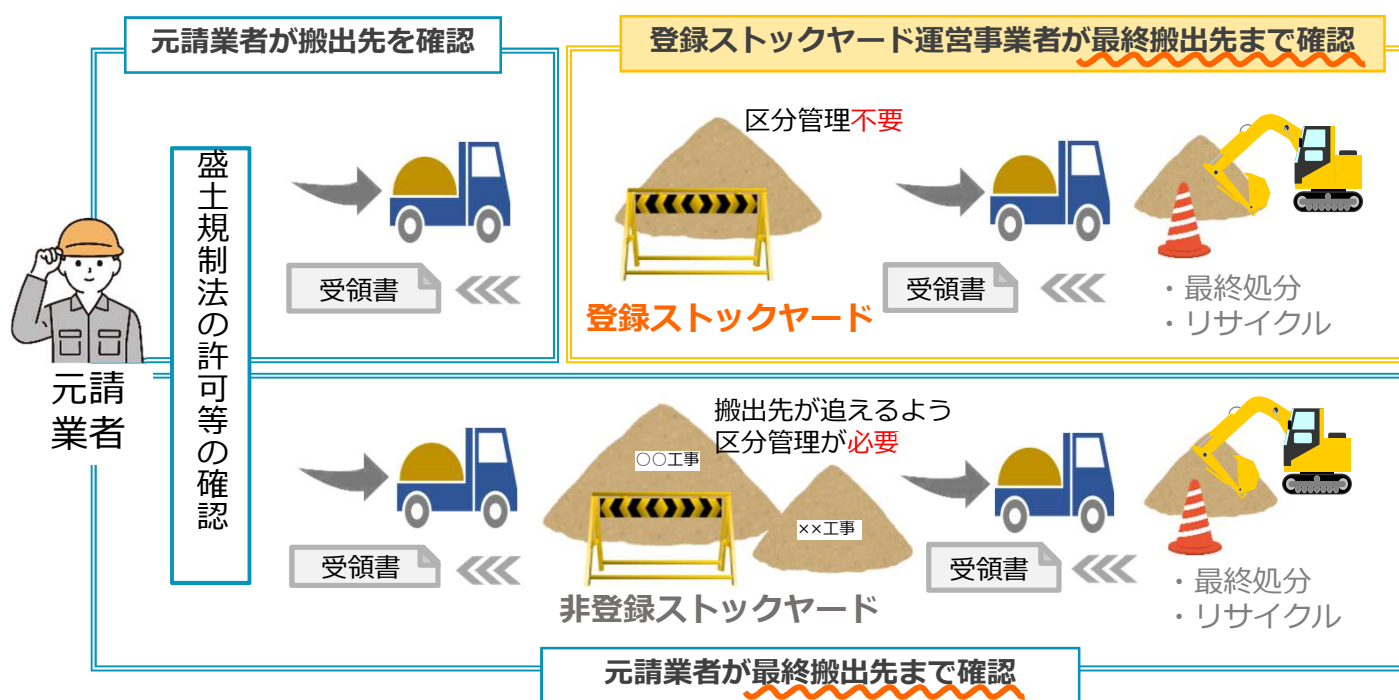 元請業者が搬出先を確認
登録ストックヤード運営事業者が最終搬出先まで確認
盛土規制法の許可等の確認
元請
業者
受領書
区分管理不要
登録ストックヤード
受領書
・最終処分
・リサイクル
受領書
○○工事
××工事
搬出先が追えるよう
区分管理が必要
非登録ストックヤード
受領書
・最終処分
・リサイクル
元請業者が最終搬出先まで確認